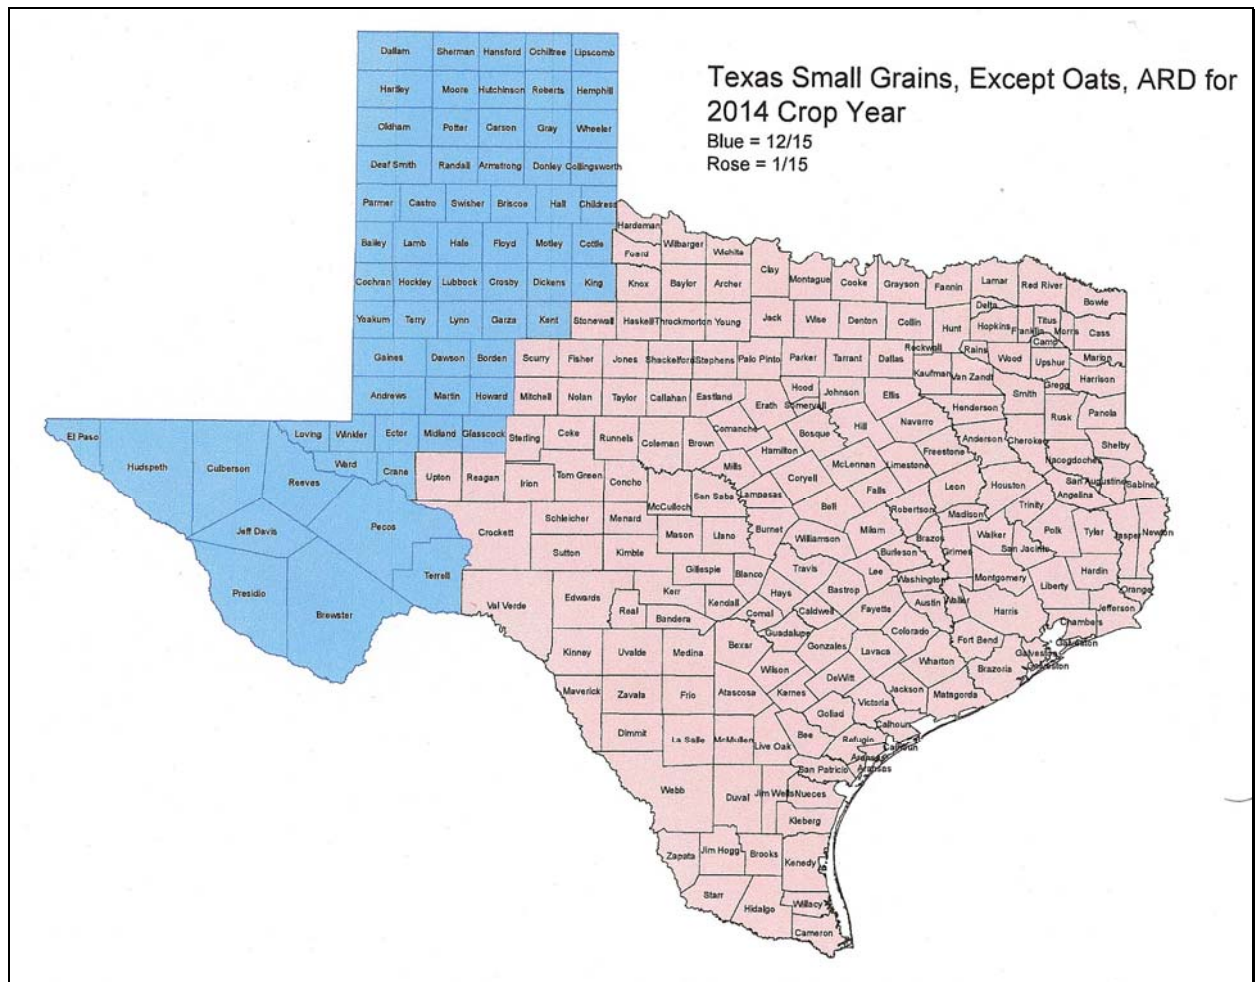 Texas Small Grains, Except Oats, ARD for
2014 Crop Year
Blue = 12/15
Rose = 1/15
Dallam Sherman Hansford Ochiltree Lipscomb
Hartley Moore Hutchinson Roberts Hemphill
Oldham Potter Carson Gray Wheeler
Deaf Smith Randall Armstrong Donley Collingsworth
Parmer Castro Swisher Briscoe Hall Childress
Hardeman
Bailey Lamb Hale Floyd Motley Cottle Foard Wilbarger Wichita
Cochran Hockley Lubbock Crosby Dickens King Knox Baylor Archer Clay Montague Cooke Grayson Fannin Lamar Red River Bowie
Delta
Yoakum Terry Lynn Garza Kent Stonewall Haskell Throckmorton Young Jack Wise Denton Collin Hunt Hopkins Franklin Titus Morris Cass
Rockwall Rains Camp
Gaines Dawson Borden Scurry Fisher Jones Shackelford Stephens Palo Pinto Parker Tarrant Dallas Kaufman Van Zandt Wood Upshur Marion
Gregg Harrison
Andrews Martin Howard Mitchell Nolan Taylor Callahan Eastland Erath Hood Somervell Johnson Ellis Henderson Smith Rusk Panola
El Paso Hudspeth Culberson Loving Winkler Ector Midland Glasscock Sterling Coke Runnels Coleman Brown Comanche Hamilton Bosque Hill Navarro Freestone Anderson Cherokee Shelby
Nacogdoches
Reeves Ward Crane Upton Reagan Irion Tom Green Concho McCulloch San Saba Mills Lampasas Coryell McLennan Limestone Falls Leon Houston San Augustine Sabine
Angelina Trinity
Jeff Davis Pecos Crockett Schleicher Menard Mason Llano Burnet Bell Milam Robertson Madison Walker Polk Tyler Jasper Newton
Williamson Brazos Grimes San Jacinto
Sutton Kimble Burleson
Presidio Brewster Terrell Val Verde Edwards Gillespie Blanco Travis Lee Washington Montgomery Liberty Hardin Orange
Real Kerr Kendall Hays Bastrop Austin Waller Harris Jefferson
Bandera Comal Caldwell Fayette Chambers
Guadalupe Colorado Fort Bend Galveston
Galveston
Galveston
Kinney Uvalde Medina Bexar Gonzales Lavaca Wharton Brazoria
Wilson
Maverick Zavala Frio Atascosa Karnes DeWitt Jackson Matagorda
Victoria
Goliad
Dimmit La Salle McMullen Live Oak Bee Refugio Calhoun
Calhoun
Aransas
Aransas
San Patricio
Webb Duval Jim Wells Nueces
Kleberg
Zapata Jim Hogg Brooks Kenedy
Starr Hidalgo Willacy
Cameron